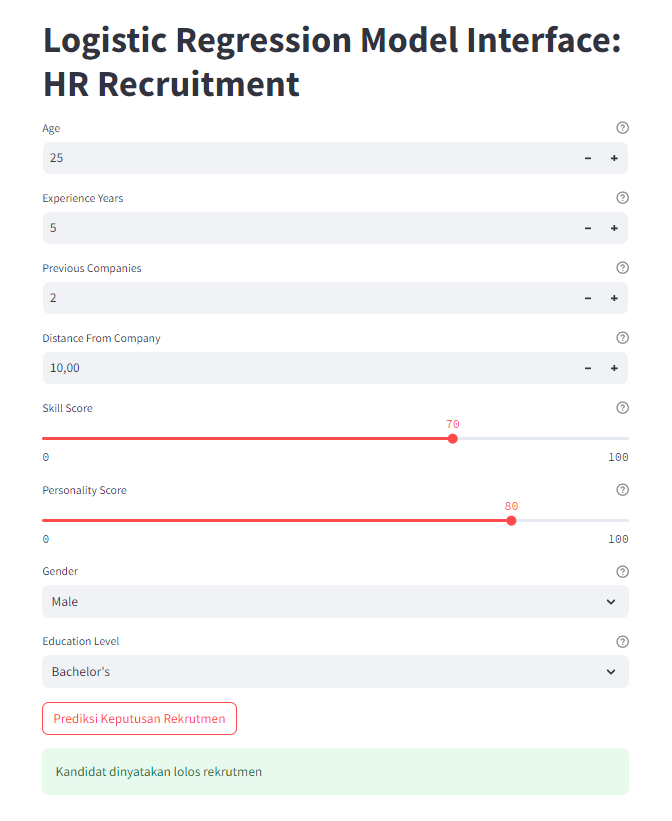 Logistic Regression Model Interface:
HR Recruitment
Age
25
Experience Years
5
Previous Companies
2
Distance From Company
10,00
Skill Score
70
0 100
Personality Score
80
0 100
Gender
Male
Education Level
Bachelor's
Prediksi Keputusan Rekrutmen
Kandidat dinyatakan lolos rekrutmen